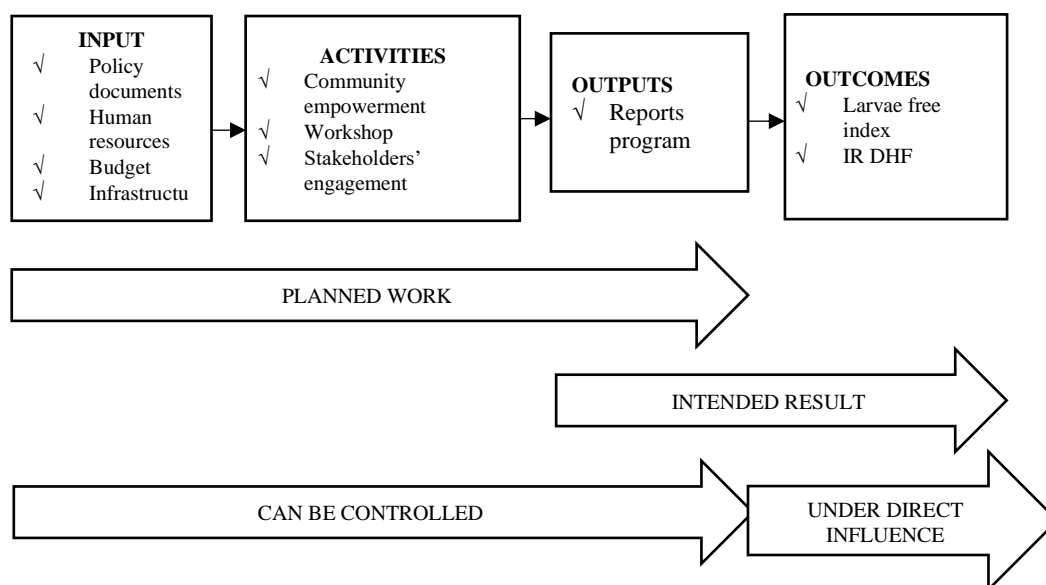 INPUT
√ Policy
documents
√ Human
resources
√ Budget
√ Infrastructu
ACTIVITIES
√ Community
empowerment
√ Workshop
√ Stakeholders’
engagement
OUTPUTS
√ Reports
program
OUTCOMES
√ Larvae free
index
√ IR DHF
PLANNED WORK
INTENDED RESULT
CAN BE CONTROLLED
UNDER DIRECT
INFLUENCE